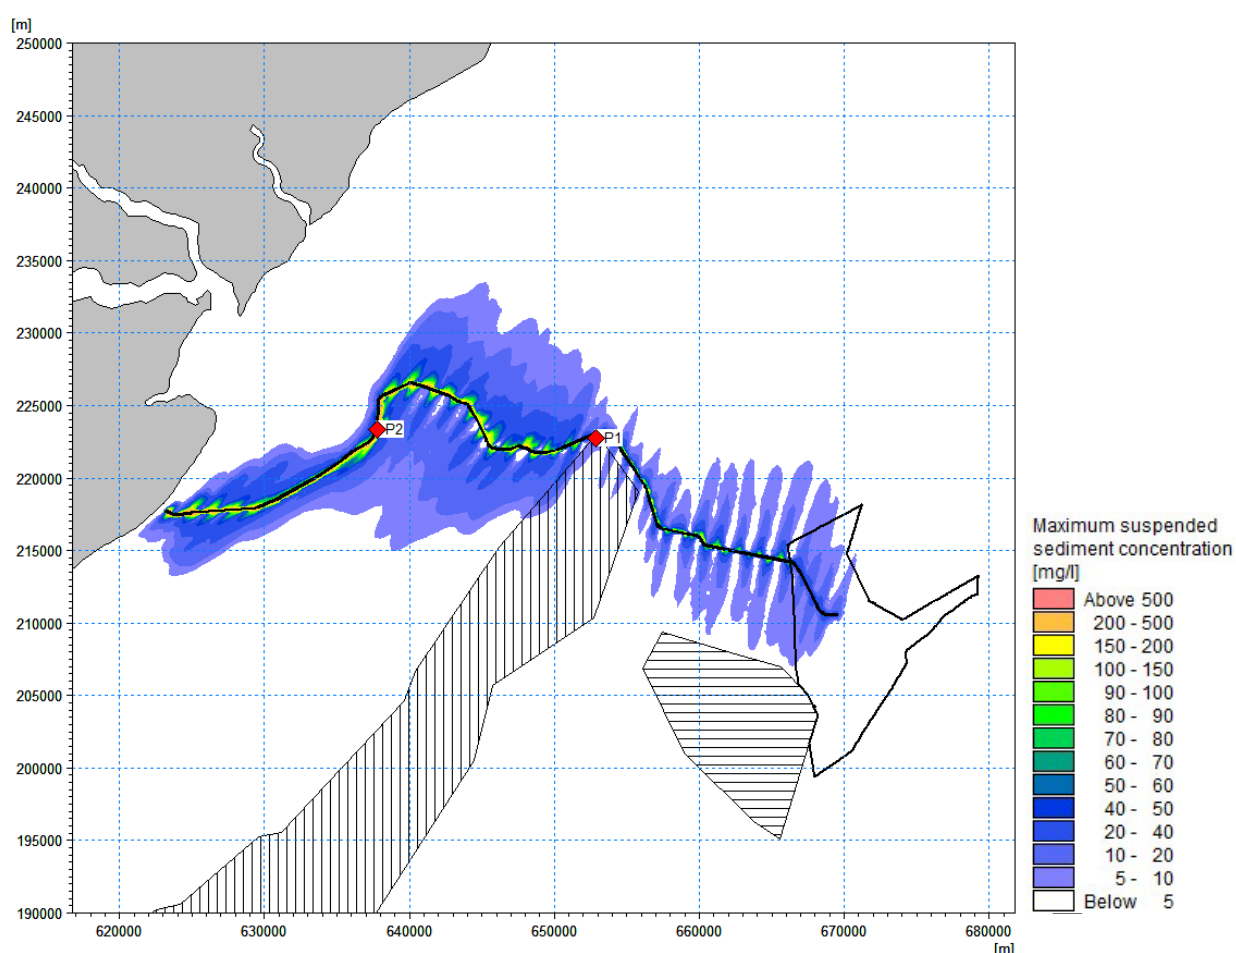 [m]
250000
245000
240000
235000
230000
225000
220000
215000
210000
205000
200000
195000
190000
620000 630000 640000 650000 660000 670000 680000
[m]
P2
P1
Maximum suspended
sediment concentration
[mg/l]
Above 500
200 - 500
150 - 200
100 - 150
90 - 100
80 - 90
70 - 80
60 - 70
50 - 60
40 - 50
20 - 40
10 - 20
5 - 10
Below 5